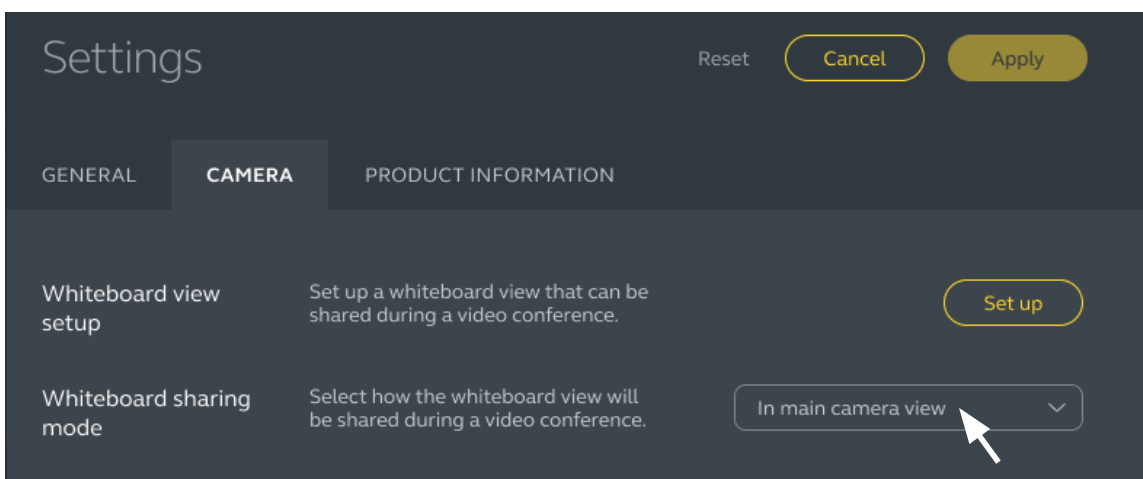 Settings
Reset
Cancel
Apply
GENERAL
CAMERA
PRODUCT INFORMATION
Whiteboard view
setup
Set up a whiteboard view that can be
shared during a video conference.
Set up
Whiteboard sharing
mode
Select how the whiteboard view will
be shared during a video conference.
In main camera view